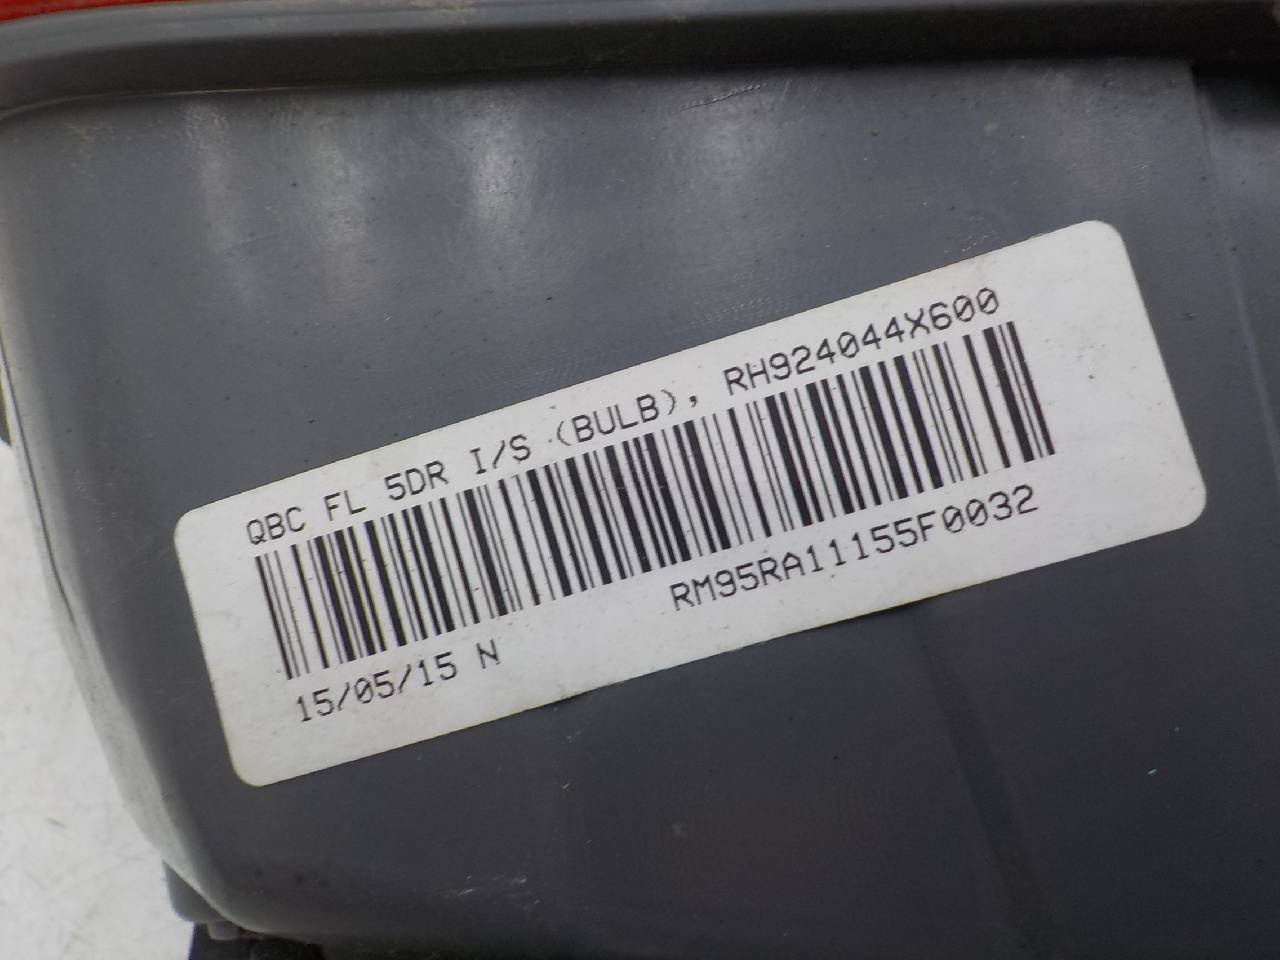 QBC FL 5DR I/S (BULB), RH924044X600
RM95RA11155F0032
15/05/15 N